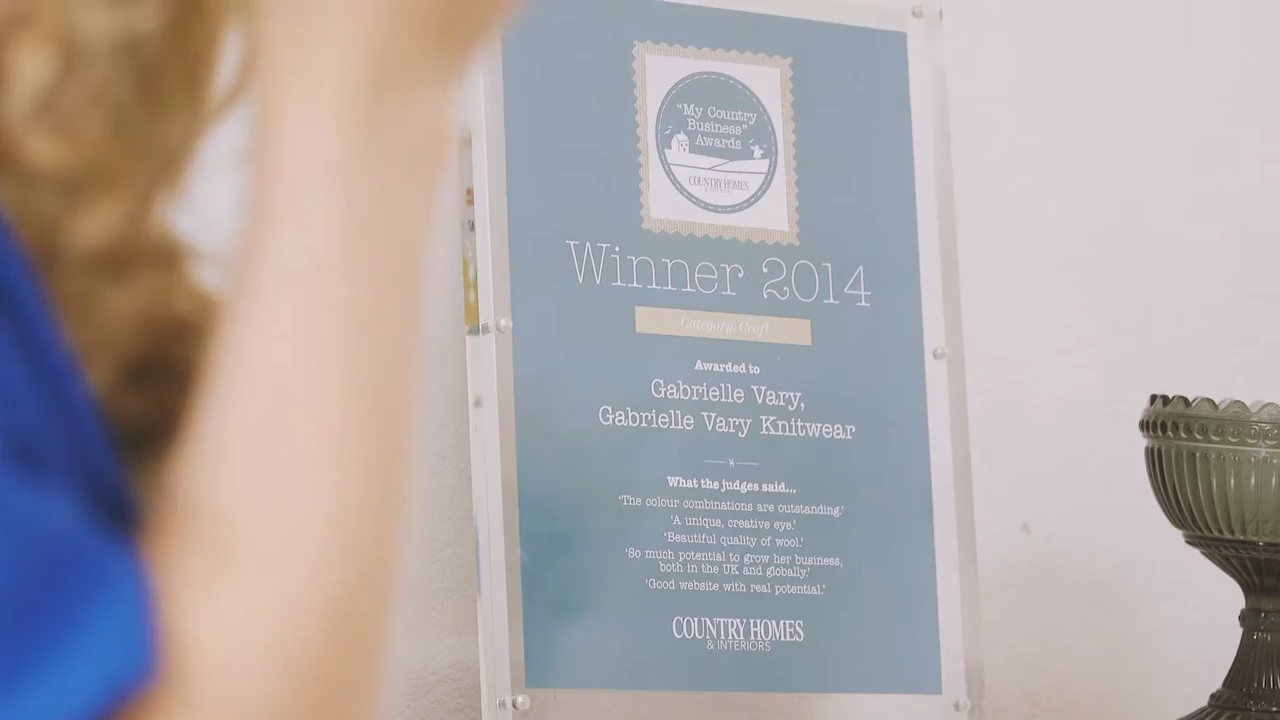 “My Country
Business”
Awards
COUNTRY HOMES
& INTERIORS
Winner 2014
Category: Craft
Awarded to
Gabrielle Vary,
Gabrielle Vary Knitwear
What the judges said...
‘The colour combinations are outstanding.’
‘A unique, creative eye.’
‘Beautiful quality of wool.’
‘So much potential to grow her business,
both in the UK and globally.’
‘Good website with real potential.’
COUNTRY HOMES
& INTERIORS